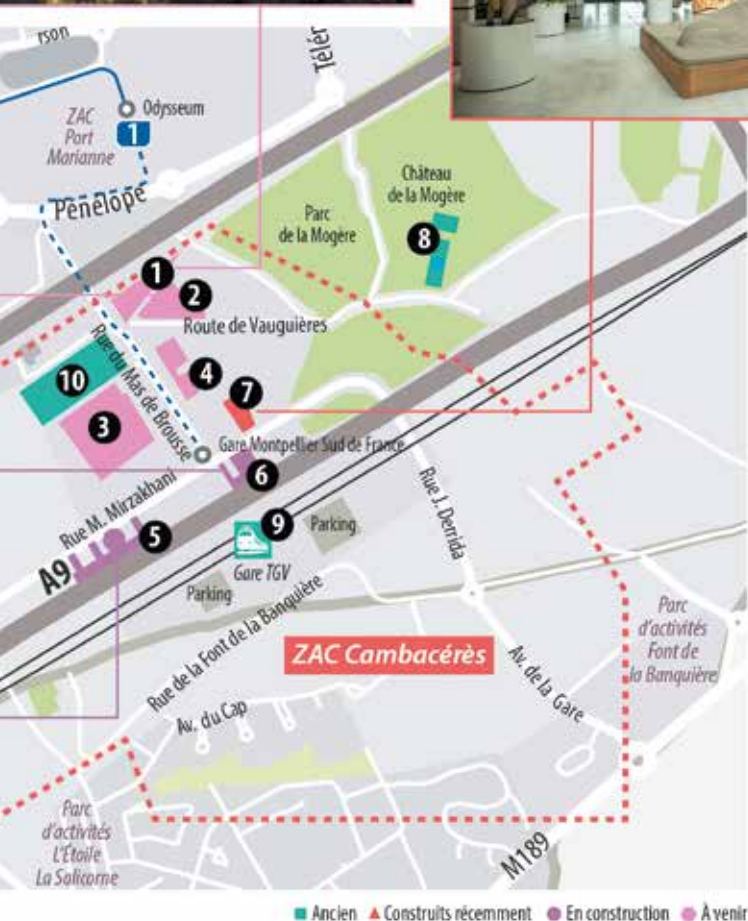 rson
Télér
ZAC
Port
Marianne
Odysseum
1
Pénélope
Château
de la Mogère
Parc
de la Mogère
8
1
2
Route de Vauguières
Rue du Mas de Brousse
10
4
7
3
Gare Montpellier Sud de France
6
Rue M. Mirzakhani
5
A9
9
Parking
Gare TGV
Parking
Rue J. Derrida
Rue de la Font de la Banquière
ZAC Cambacérès
Parc
d'activités
Font de
la Banquière
Av. de la Gare
Av. du Cap
Parc
d'activités
L'Étoile
La Salicorne
M189
Ancien Construits récemment En construction À venir